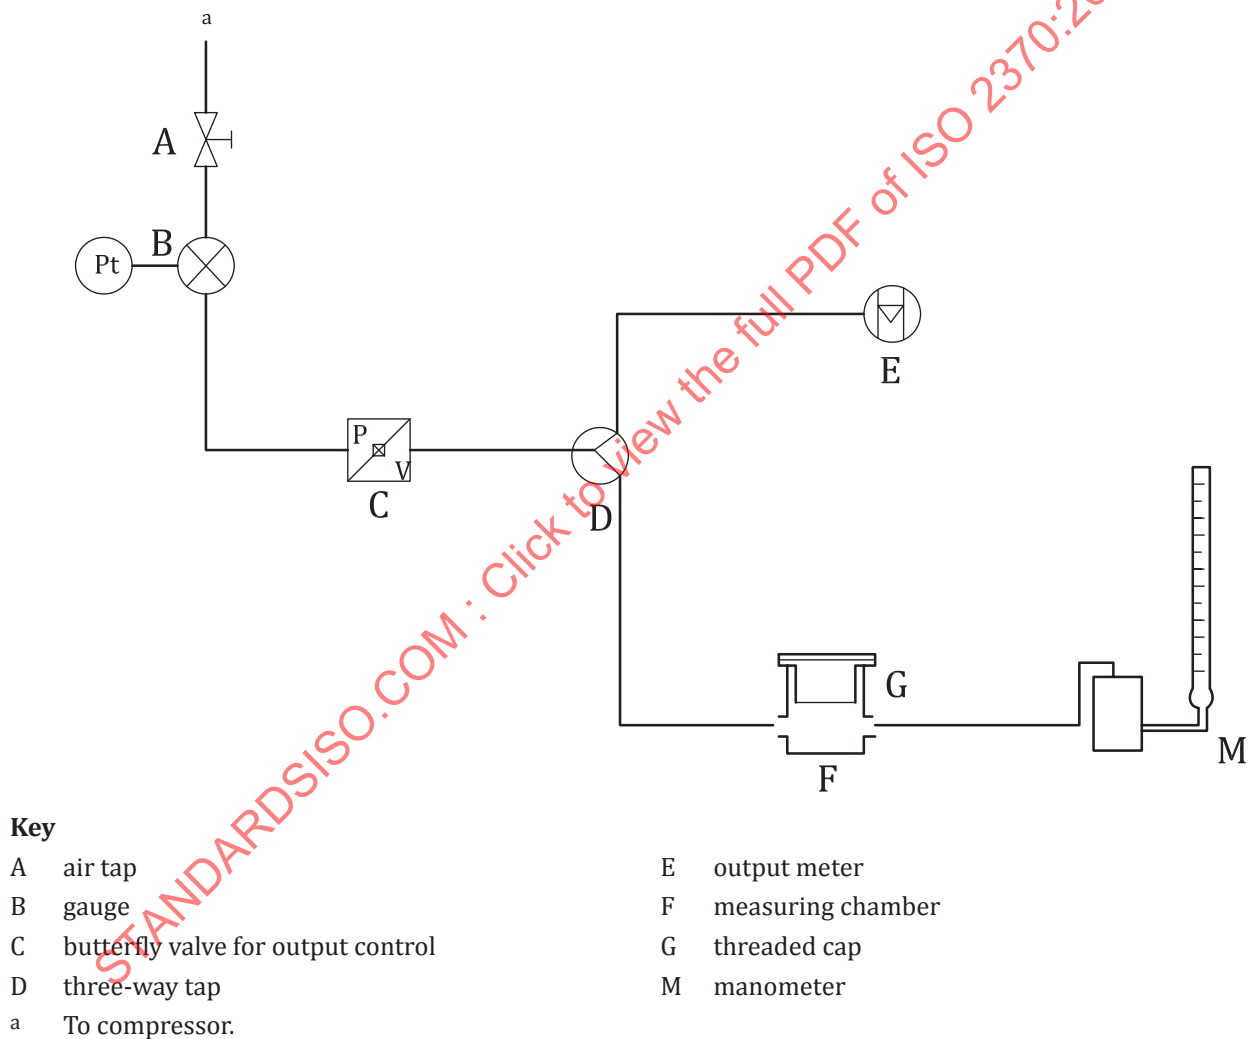 a
A
B
Pt
P
V
C
D
E
G
F
M
Key
A air tap
B gauge
C butterfly valve for output control
D three-way tap
a To compressor.
E output meter
F measuring chamber
G threaded cap
M manometer
STANDARDSISO.COM : Click to view the full PDF of ISO 2370:20